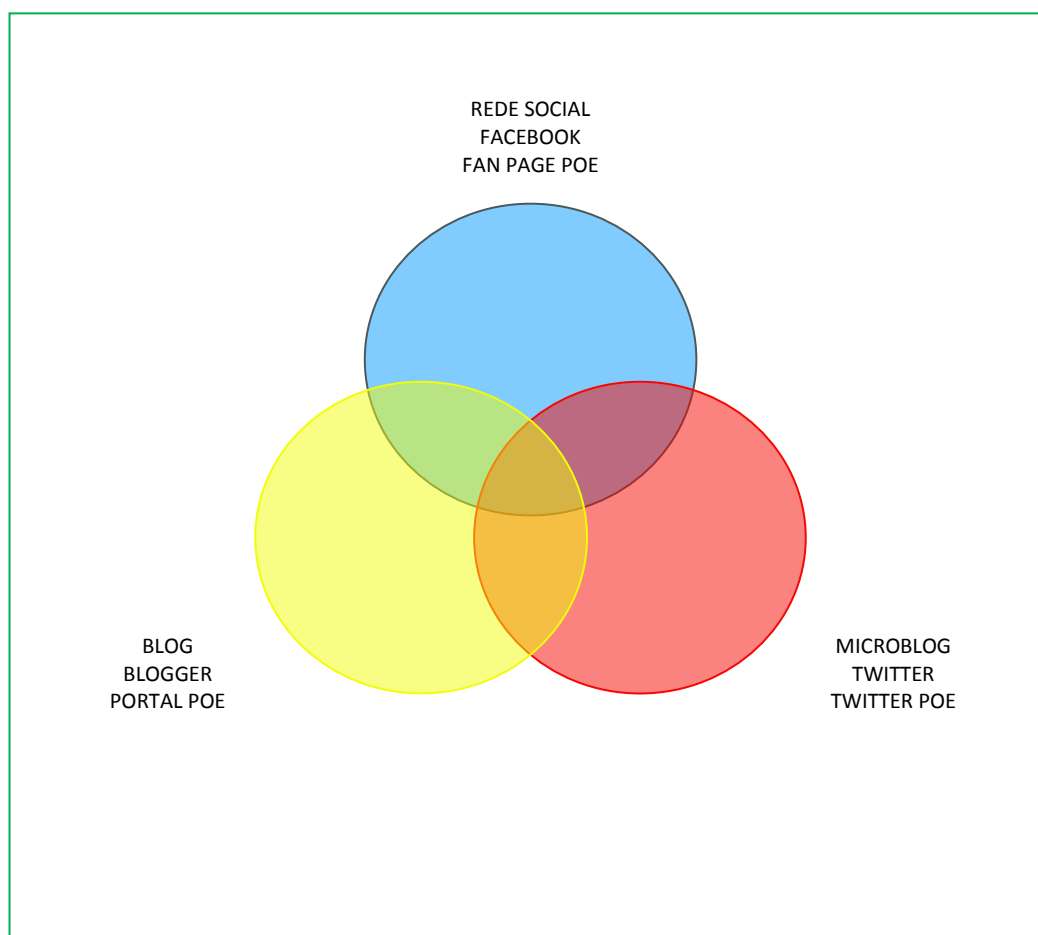 REDE SOCIAL
FACEBOOK
FAN PAGE POE
BLOG
BLOGGER
PORTAL POE
MICROBLOG
TWITTER
TWITTER POE